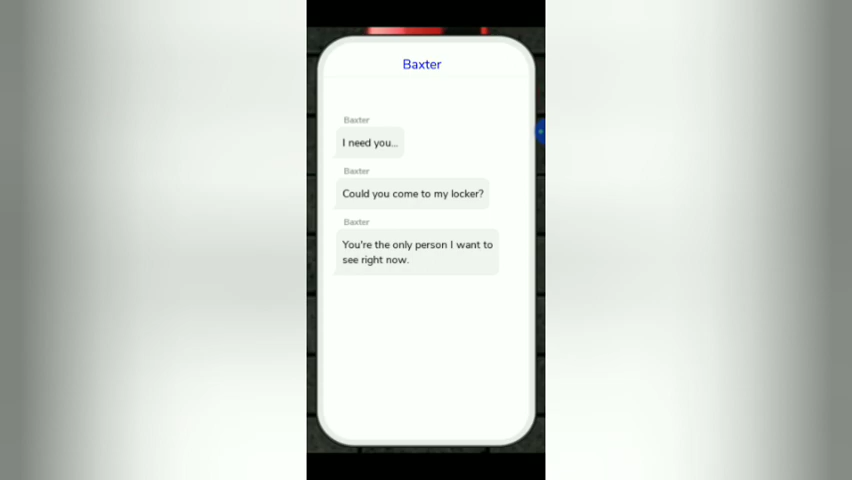 Baxter
Baxter
I need you...
Baxter
Could you come to my locker?
Baxter
You're the only person I want to
see right now.